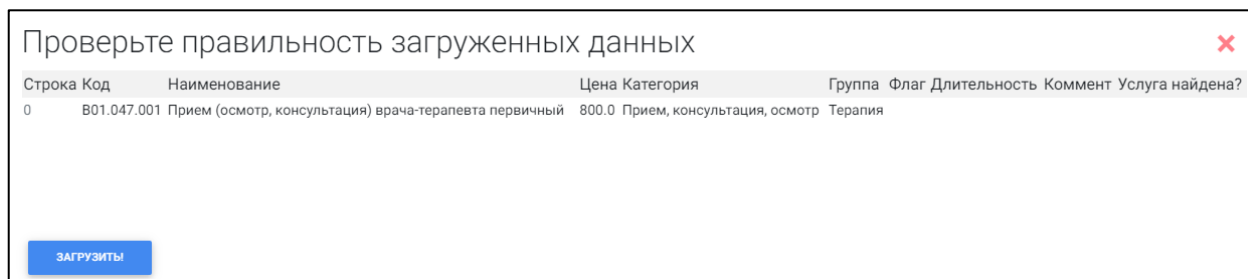 Проверьте правильность загруженных данных
Строка Код Наименование Цена Категория Группа Флаг Длительность Коммент Услуга найдена?
0 B01.047.001 Прием (осмотр, консультация) врача-терапевта первичный 800.0 Прием, консультация, осмотр Терапия
ЗАГРУЗИТЬ!